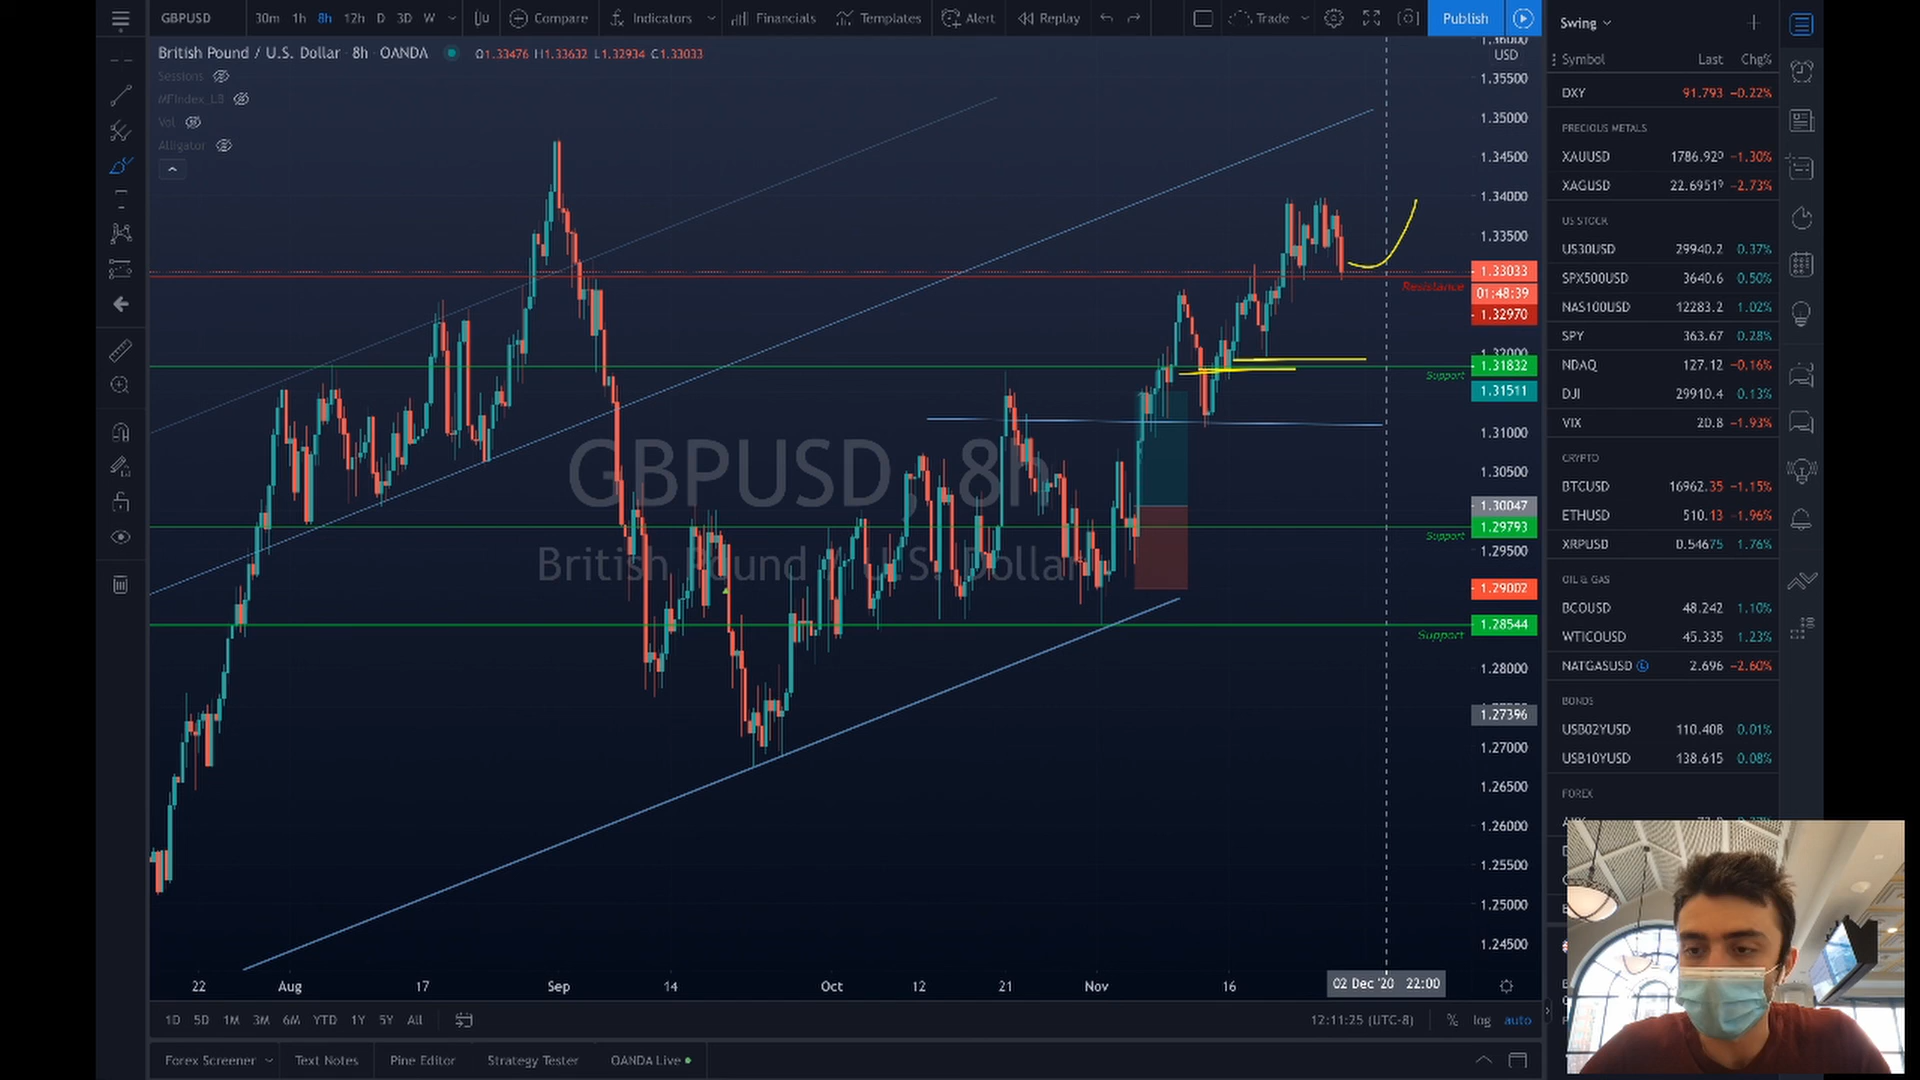 GBPUSD 30m 1h 8h 12h D 3D W Compare Indicators Financials Templates Alert Replay Trade Publish
British Pound / U.S. Dollar 8h OANDA O1.33476 H1.33632 L1.32934 C1.33033
Sessions
MFIndex_LB
Vol
Alligator
USD
1.35500
1.35000
1.34500
1.34000
1.33500
1.33033
Resistance
01:48:39
1.32970
1.32000
1.31832
Support
1.31511
1.31000
1.30500
1.30047
1.29793
Support
1.29500
1.29002
1.28544
Support
1.28000
1.27396
1.27000
1.26500
1.26000
1.25500
1.25000
1.24500
GBPUSD, 8h
British Pound / U.S. Dollar
22 Aug 17 Sep 14 Oct 12 21 Nov 16 02 Dec '20 22:00
1D 5D 1M 3M 6M YTD 1Y 5Y All 12:11:25 (UTC-8) % log auto
Forex Screener Text Notes Pine Editor Strategy Tester OANDA Live
Swing
Symbol Last Chg%
DXY 91.793 −0.22%
PRECIOUS METALS
XAUUSD 1786.920 −1.30%
XAGUSD 22.6951 −2.73%
US STOCK
US30USD 29940.2 0.37%
SPX500USD 3640.6 0.50%
NAS100USD 12283.2 1.02%
SPY 363.67 0.28%
NDAQ 127.12 −0.16%
DJI 29910.4 0.13%
VIX 20.8 −1.93%
CRYPTO
BTCUSD 16962.35 −1.15%
ETHUSD 510.13 −1.96%
XRPUSD 0.54675 1.76%
OIL & GAS
BCOUSD 48.242 1.10%
WTICOUSD 45.335 1.23%
NATGASUSD 2.696 −2.60%
BONDS
USB02YUSD 110.408 0.01%
USB10YUSD 138.615 0.08%
FOREX